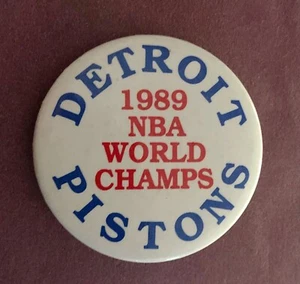 DETROIT
1989
NBA
WORLD
CHAMPS
PISTONS